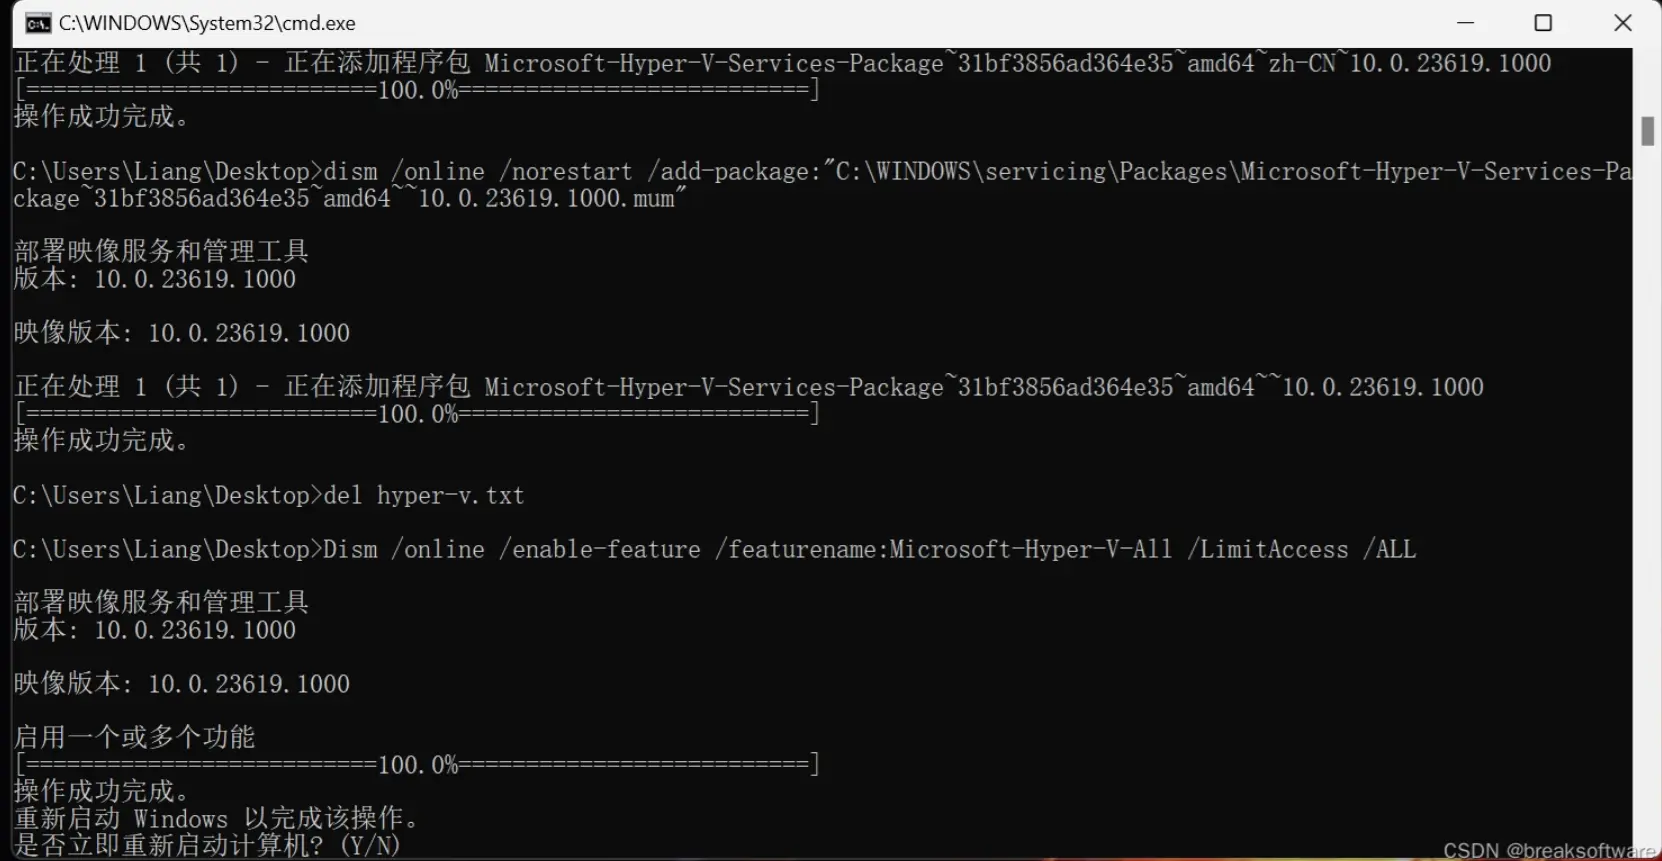 C:\WINDOWS\System32\cmd.exe
正在处理 1 (共 1) - 正在添加程序包 Microsoft-Hyper-V-Services-Package~31bf3856ad364e35~amd64~zh-CN~10.0.23619.1000
[==========================100.0%==========================]
操作成功完成。
C:\Users\Liang\Desktop>dism /online /norestart /add-package:"C:\WINDOWS\servicing\Packages\Microsoft-Hyper-V-Services-Pa
ckage~31bf3856ad364e35~amd64~~10.0.23619.1000.mum"
部署映像服务和管理工具
版本: 10.0.23619.1000
映像版本: 10.0.23619.1000
正在处理 1 (共 1) - 正在添加程序包 Microsoft-Hyper-V-Services-Package~31bf3856ad364e35~amd64~~10.0.23619.1000
[==========================100.0%==========================]
操作成功完成。
C:\Users\Liang\Desktop>del hyper-v.txt
C:\Users\Liang\Desktop>Dism /online /enable-feature /featurename:Microsoft-Hyper-V-All /LimitAccess /ALL
部署映像服务和管理工具
版本: 10.0.23619.1000
映像版本: 10.0.23619.1000
启用一个或多个功能
[==========================100.0%==========================]
操作成功完成。
重新启动 Windows 以完成该操作。
是否立即重新启动计算机? (Y/N)
CSDN @breaksoftware